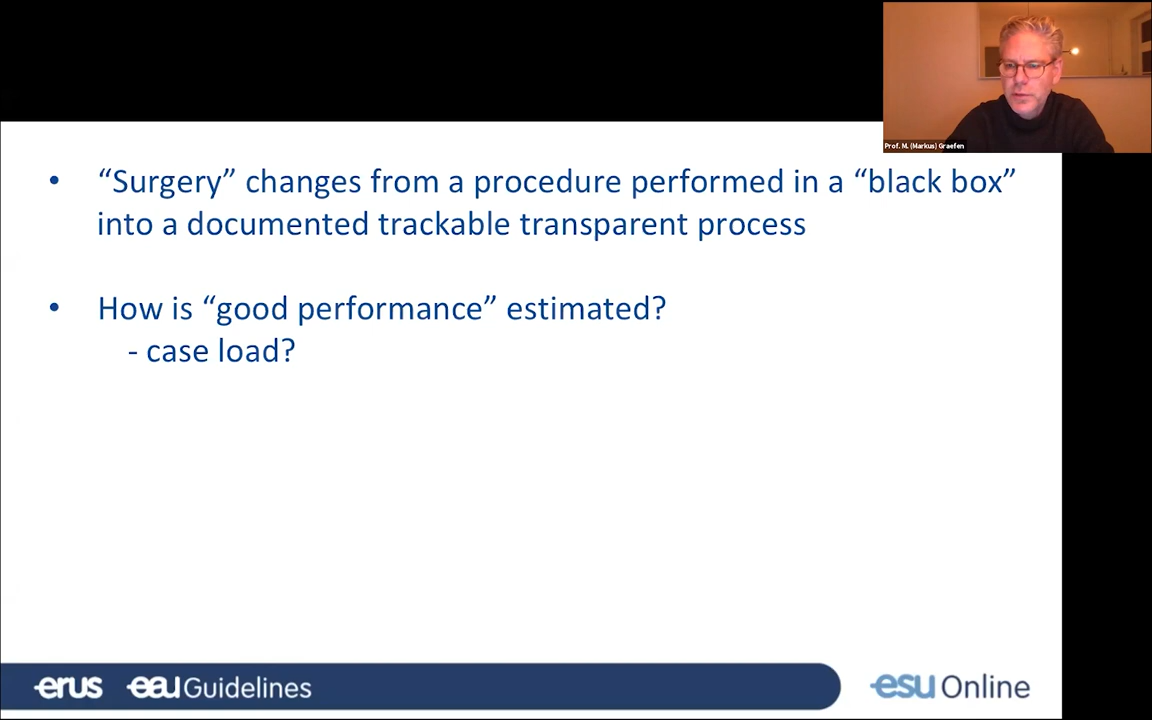 Prof. M. (Markus) Graefen
• “Surgery” changes from a procedure performed in a “black box”
into a documented trackable transparent process
• How is “good performance” estimated?
- case load?
erus eau Guidelines
esu Online